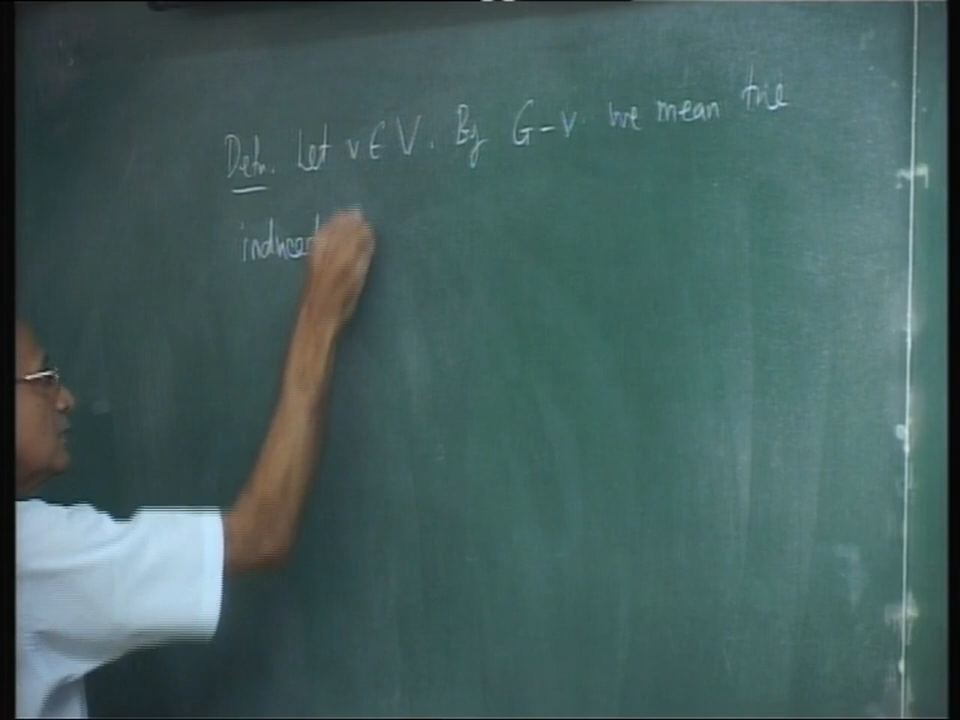 Defn. Let v ∈ V. By G-v we mean the
induced